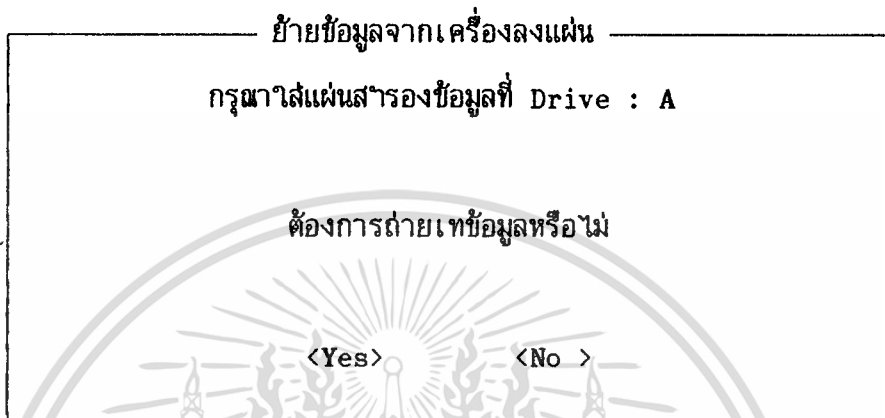 ย้ายข้อมูลจากเครื่องลงแผ่น
กรุณาใส่แผ่นสำรองข้อมูลที่ Drive : A
ต้องการถ่ายเทข้อมูลหรือไม่
<Yes> <No >